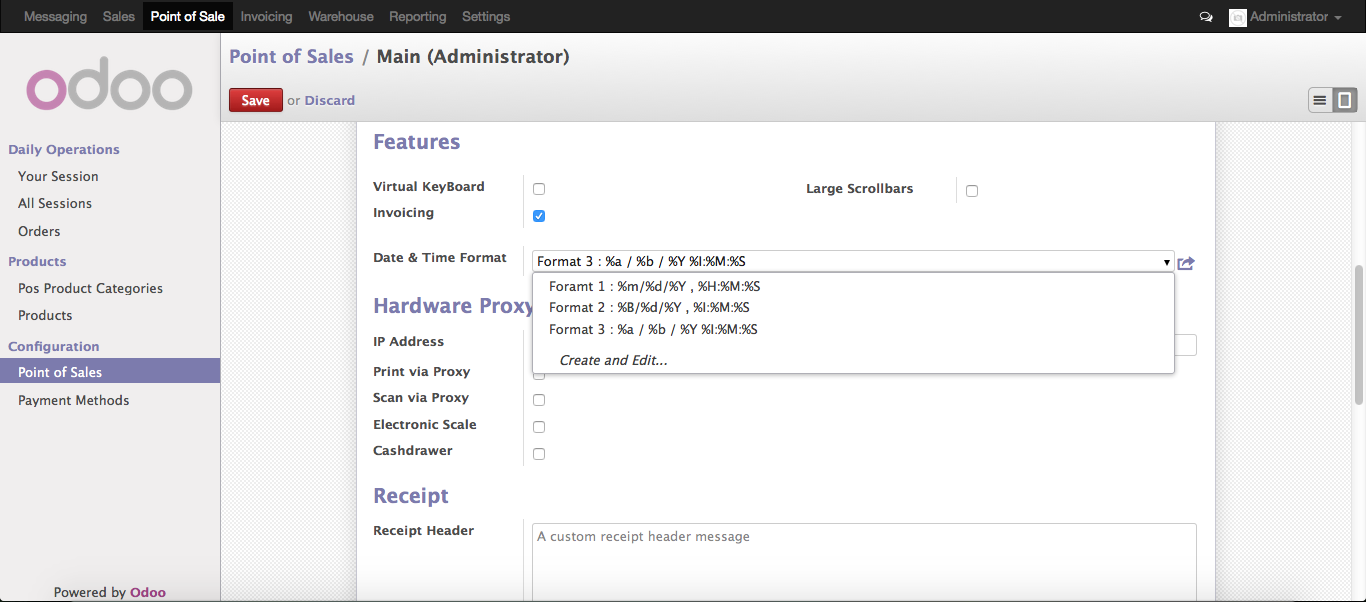 Messaging Sales Point of Sale Invoicing Warehouse Reporting Settings Administrator
odoo
Daily Operations
Your Session
All Sessions
Orders
Products
Pos Product Categories
Products
Configuration
Point of Sales
Payment Methods
Powered by Odoo
Point of Sales / Main (Administrator)
Save or Discard
Features
Virtual KeyBoard
Large Scrollbars
Invoicing
Date & Time Format
Format 3 : %a / %b / %Y %I:%M:%S
Foramt 1 : %m/%d/%Y , %H:%M:%S
Format 2 : %B/%d/%Y , %I:%M:%S
Format 3 : %a / %b / %Y %I:%M:%S
Create and Edit...
Hardware Proxy
IP Address
Print via Proxy
Scan via Proxy
Electronic Scale
Cashdrawer
Receipt
Receipt Header
A custom receipt header message